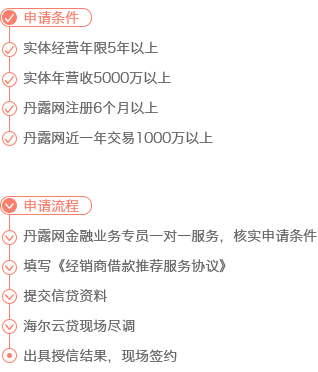 申请条件
实体经营年限5年以上
实体年营收5000万以上
丹露网注册6个月以上
丹露网近一年交易1000万以上
申请流程
丹露网金融业务专员一对一服务，核实申请条件
填写《经销商借款推荐服务协议》
提交信贷资料
海尔云贷现场尽调
出具授信结果，现场签约